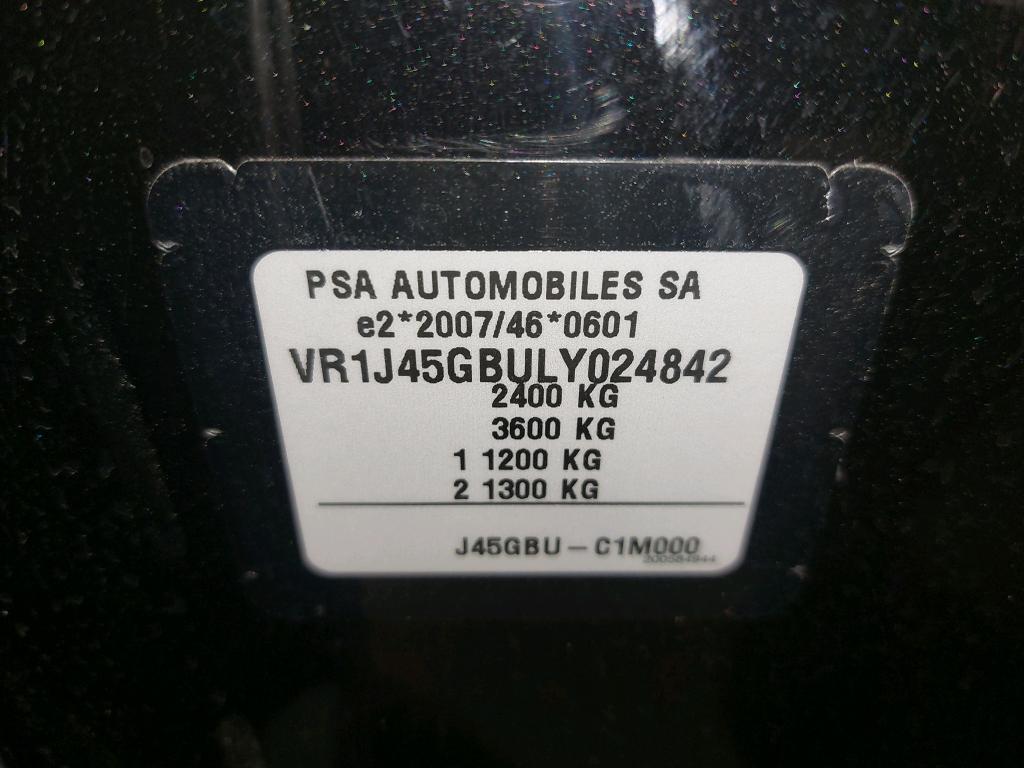 PSA AUTOMOBILES SA
e2*2007/46*0601
VR1J45GBULY024842
2400 KG
3600 KG
1 1200 KG
2 1300 KG
J45GBU – C1M000